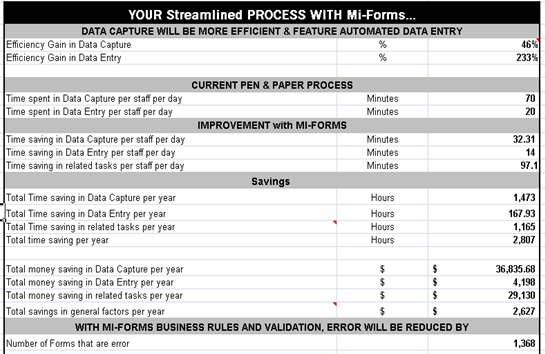 YOUR Streamlined PROCESS WITH Mi-Forms...
DATA CAPTURE WILL BE MORE EFFICIENT & FEATURE AUTOMATED DATA ENTRY
Efficiency Gain in Data Capture % 46%
Efficiency Gain in Data Entry % 233%
CURRENT PEN & PAPER PROCESS
Time spent in Data Capture per staff per day Minutes 70
Time spent in Data Entry per staff per day Minutes 20
IMPROVEMENT with MI-FORMS
Time saving in Data Capture per staff per day Minutes 32.31
Time saving in Data Entry per staff per day Minutes 14
Time saving in related tasks per staff per day Minutes 97.1
Savings
Total Time saving in Data Capture per year Hours 1,473
Total Time saving in Data Entry per year Hours 167.93
Total Time saving in related tasks per year Hours 1,165
Total time saving per year Hours 2,807
Total money saving in Data Capture per year $ $ 36,835.68
Total money saving in Data Entry per year $ $ 4,198
Total money saving in related tasks per year $ $ 29,130
Total savings in general factors per year $ $ 2,627
WITH MI-FORMS BUSINESS RULES AND VALIDATION, ERROR WILL BE REDUCED BY
Number of Forms that are error 1,368